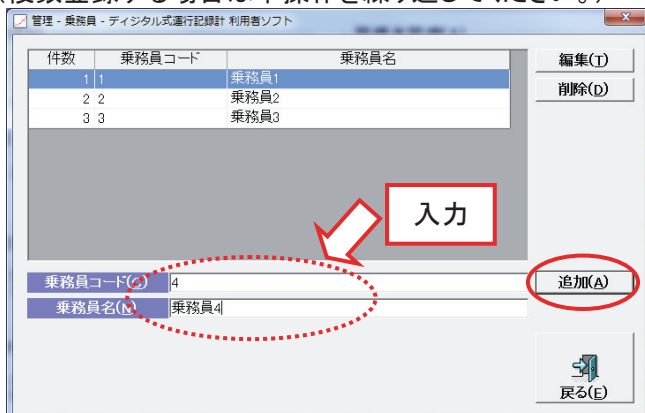 (複数登録する場合は本操作を繰り返してください。)
管理 - 乗務員 - ディジタル式運行記録計 利用者ソフト
件数 乗務員コード 乗務員名
1 1 乗務員1
2 2 乗務員2
3 3 乗務員3
編集(T)
削除(D)
入力
乗務員コード(C) 4
追加(A)
乗務員名(N) 乗務員4
戻る(E)